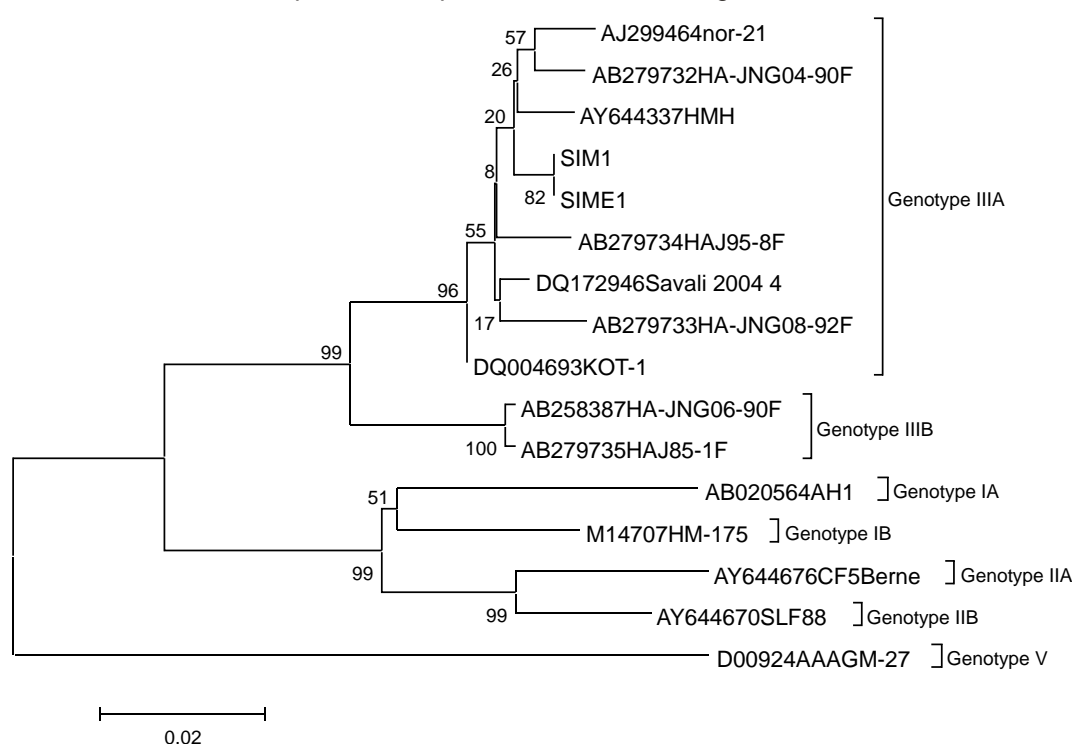 57
AJ299464nor-21
26
AB279732HA-JNG04-90F
20
AY644337HMH
SIM1
8
82
SIME1
Genotype IIIA
55
AB279734HAJ95-8F
96
DQ172946Savali 2004 4
17
AB279733HA-JNG08-92F
99
DQ004693KOT-1
AB258387HA-JNG06-90F
Genotype IIIB
100
AB279735HAJ85-1F
51
AB020564AH1
Genotype IA
M14707HM-175
Genotype IB
99
AY644676CF5Berne
Genotype IIA
99
AY644670SLF88
Genotype IIB
D00924AAAGM-27
Genotype V
0.02